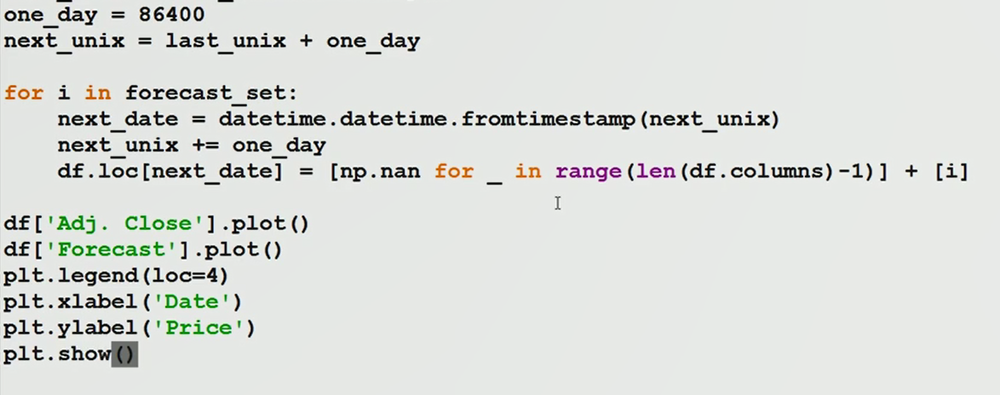 one_day = 86400
next_unix = last_unix + one_day
for i in forecast_set:
    next_date = datetime.datetime.fromtimestamp(next_unix)
    next_unix += one_day
    df.loc[next_date] = [np.nan for _ in range(len(df.columns)-1)] + [i]
df['Adj. Close'].plot()
df['Forecast'].plot()
plt.legend(loc=4)
plt.xlabel('Date')
plt.ylabel('Price')
plt.show()